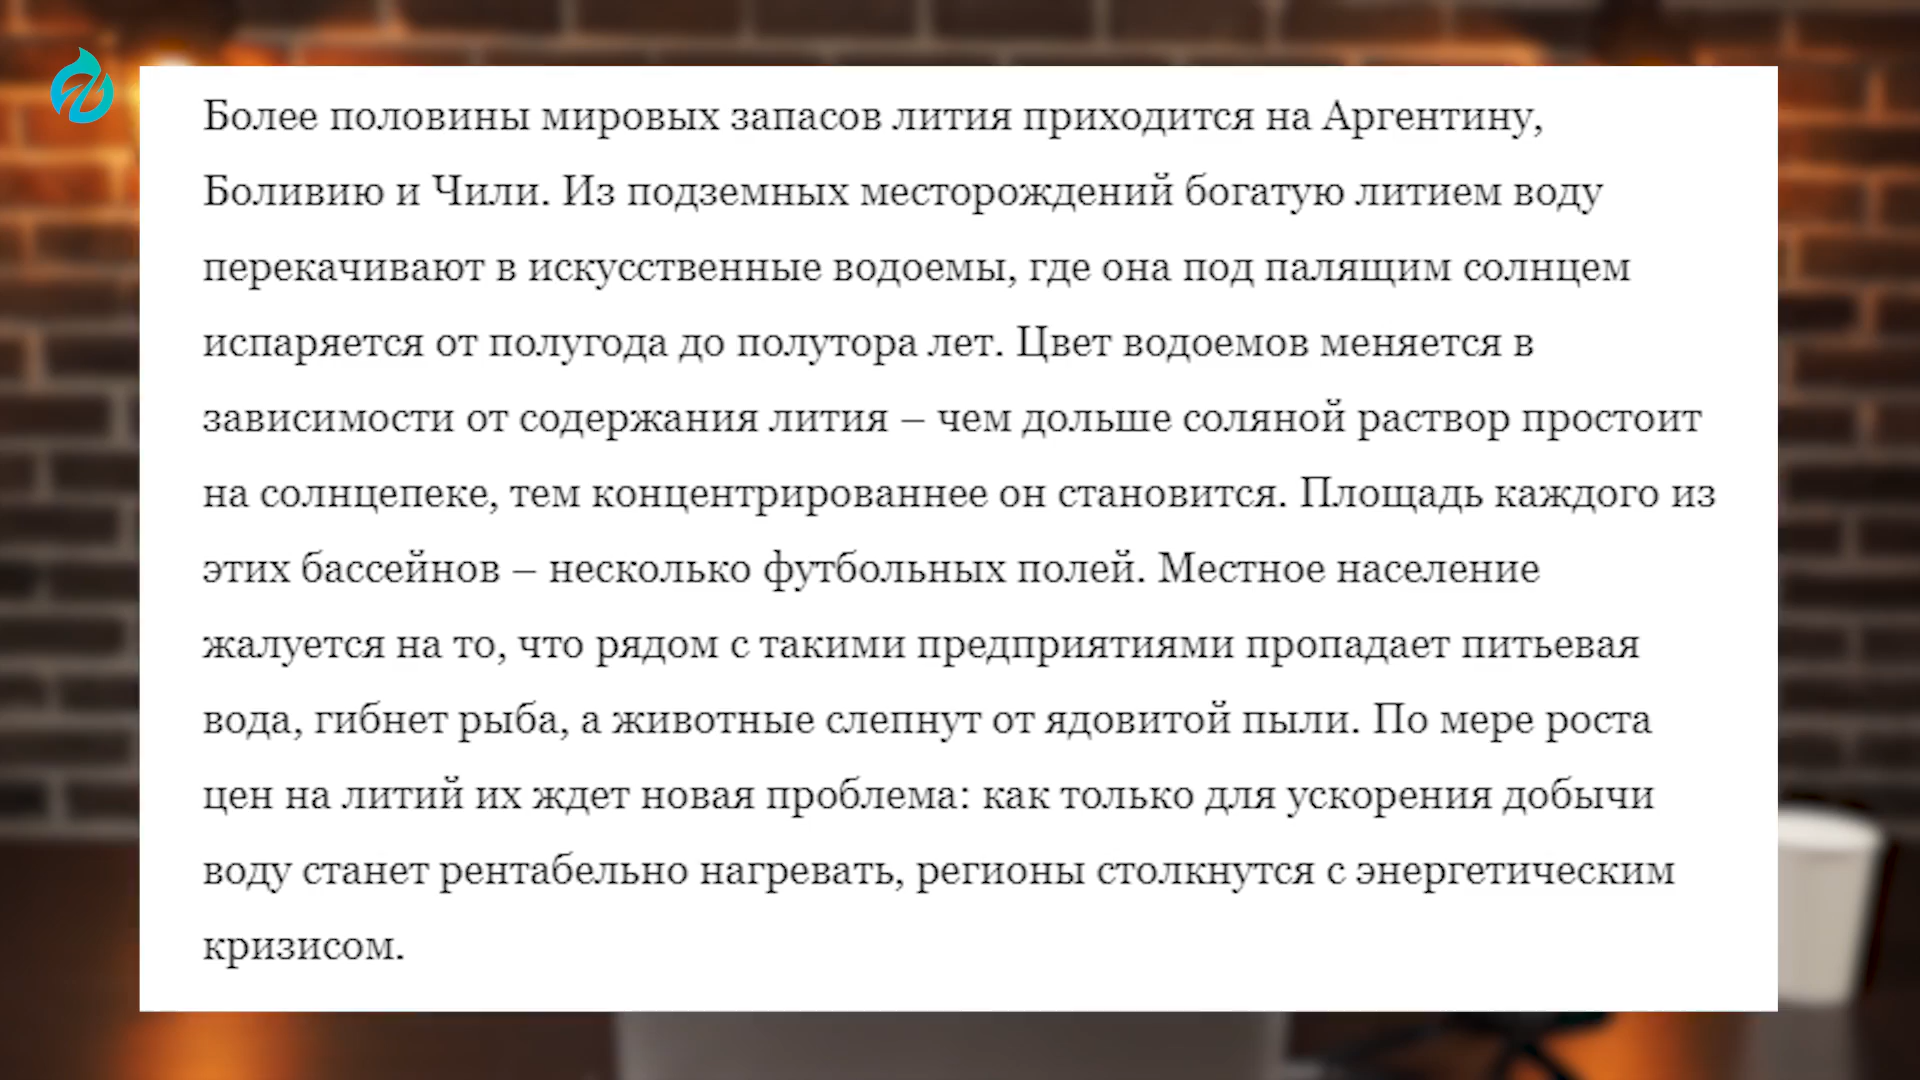 Более половины мировых запасов лития приходится на Аргентину,
Боливию и Чили. Из подземных месторождений богатую литием воду
перекачивают в искусственные водоемы, где она под палящим солнцем
испаряется от полугода до полутора лет. Цвет водоемов меняется в
зависимости от содержания лития – чем дольше соляной раствор простоит
на солнцепеке, тем концентрированнее он становится. Площадь каждого из
этих бассейнов – несколько футбольных полей. Местное население
жалуется на то, что рядом с такими предприятиями пропадает питьевая
вода, гибнет рыба, а животные слепнут от ядовитой пыли. По мере роста
цен на литий их ждет новая проблема: как только для ускорения добычи
воду станет рентабельно нагревать, регионы столкнутся с энергетическим
кризисом.